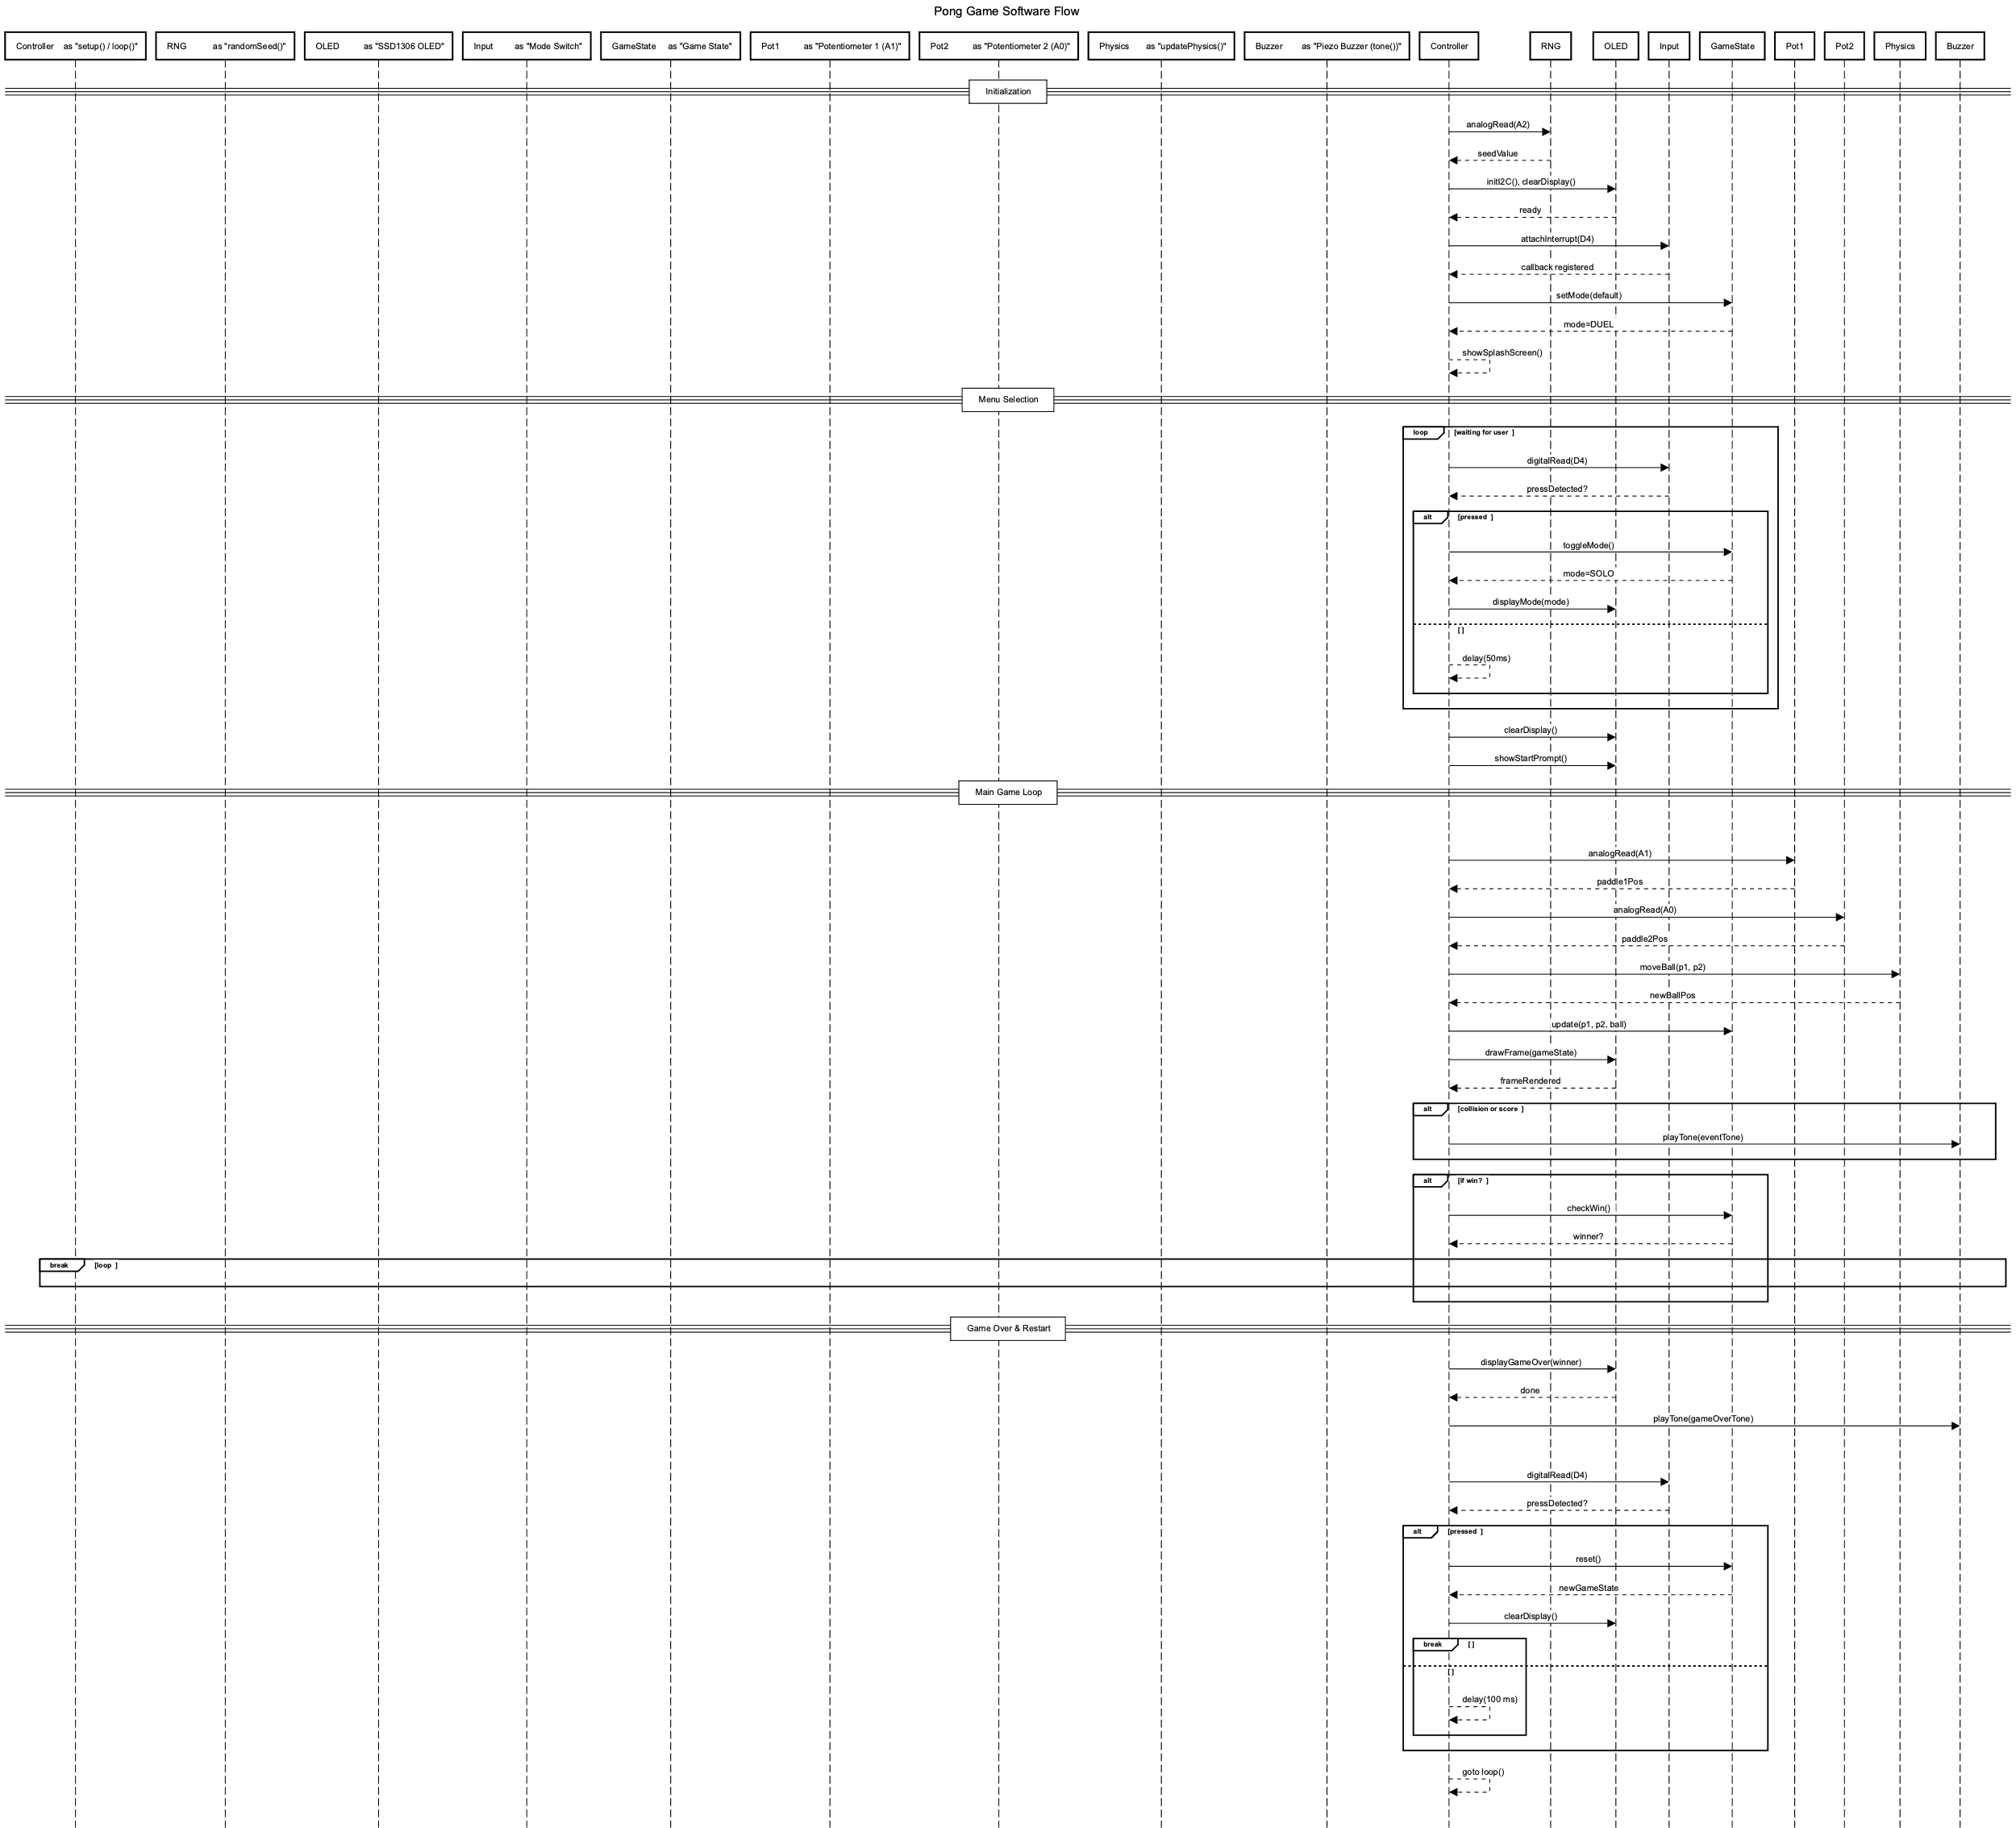 Pong Game Software Flow
Controller as "setup() / loop()"
RNG as "randomSeed()"
OLED as "SSD1306 OLED"
Input as "Mode Switch"
GameState as "Game State"
Pot1 as "Potentiometer 1 (A1)"
Pot2 as "Potentiometer 2 (A0)"
Physics as "updatePhysics()"
Buzzer as "Piezo Buzzer (tone())"
Controller
RNG
OLED
Input
GameState
Pot1
Pot2
Physics
Buzzer
Initialization
analogRead(A2)
seedValue
initI2C(), clearDisplay()
ready
attachInterrupt(D4)
callback registered
setMode(default)
mode=DUEL
showSplashScreen()
Menu Selection
loop [waiting for user ]
digitalRead(D4)
pressDetected?
alt [pressed ]
toggleMode()
mode=SOLO
displayMode(mode)
[ ]
delay(50ms)
clearDisplay()
showStartPrompt()
Main Game Loop
analogRead(A1)
paddle1Pos
analogRead(A0)
paddle2Pos
moveBall(p1, p2)
newBallPos
update(p1, p2, ball)
drawFrame(gameState)
frameRendered
alt [collision or score ]
playTone(eventTone)
alt [if win? ]
checkWin()
winner?
break [loop ]
Game Over & Restart
displayGameOver(winner)
done
playTone(gameOverTone)
digitalRead(D4)
pressDetected?
alt [pressed ]
reset()
newGameState
clearDisplay()
break [ ]
[ ]
delay(100 ms)
goto loop()